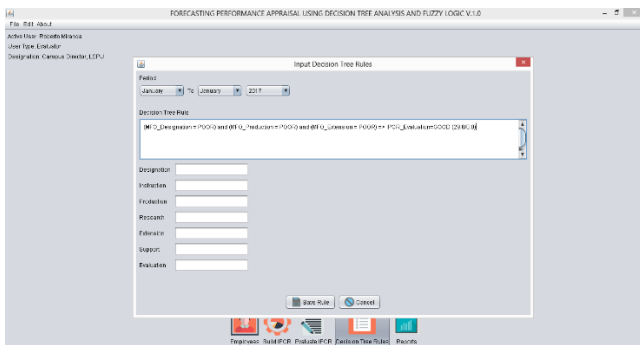 FORECASTING PERFORMANCE APPRAISAL USING DECISION TREE ANALYSIS AND FUZZY LOGIC V.1.0
File Edit About
Active User: Roberto Miranda
User Type: Evaluator
Designation: Campus Director, LSPU
Input Decision Tree Rules
Period
January To January 2017
Decision Tree Rule
(MFO_Designation = POOR) and (MFO_Production = POOR) and (MFO_Extension = POOR) => IPCR_Evaluation=GOOD
Designation
Instruction
Production
Research
Extension
Support
Evaluation
Save Rule Cancel
Employees Build IPCR Evaluate IPCR Decision Tree Rules Reports